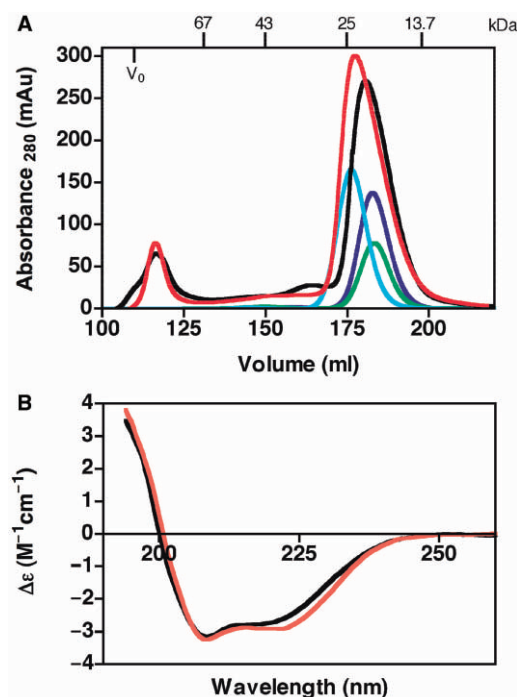 A
67 43 25 13.7 kDa
V0
300
250
200
150
100
50
0
Absorbance 280 (mAu)
100 125 150 175 200
Volume (ml)
B
4
3
2
1
0
-1
-2
-3
-4
Δε (M⁻¹cm⁻¹)
200 225 250
Wavelength (nm)